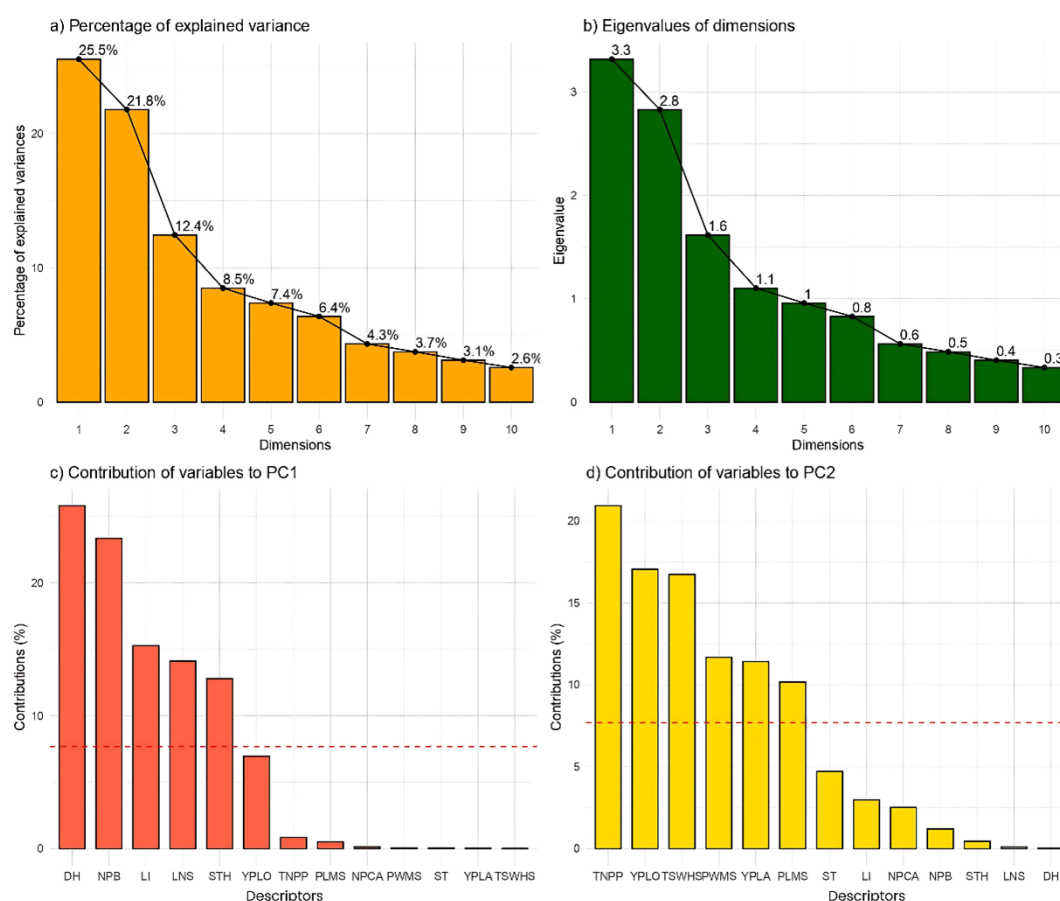 a) Percentage of explained variance
Percentage of explained variances
20
10
0
25.5%
21.8%
12.4%
8.5%
7.4%
6.4%
4.3%
3.7%
3.1%
2.6%
1 2 3 4 5 6 7 8 9 10
Dimensions
b) Eigenvalues of dimensions
Eigenvalue
3
2
1
0
3.3
2.8
1.6
1.1
1
0.8
0.6
0.5
0.4
0.3
1 2 3 4 5 6 7 8 9 10
Dimensions
c) Contribution of variables to PC1
Contributions (%)
20
10
0
DH NPB LI LNS STH YPLO TNPP PLMS NPCA PWMS ST YPLA TSWHS
Descriptors
d) Contribution of variables to PC2
Contributions (%)
20
15
10
5
0
TNPP YPLO TSWHS PWMS YPLA PLMS ST LI NPCA NPB STH LNS DH
Descriptors